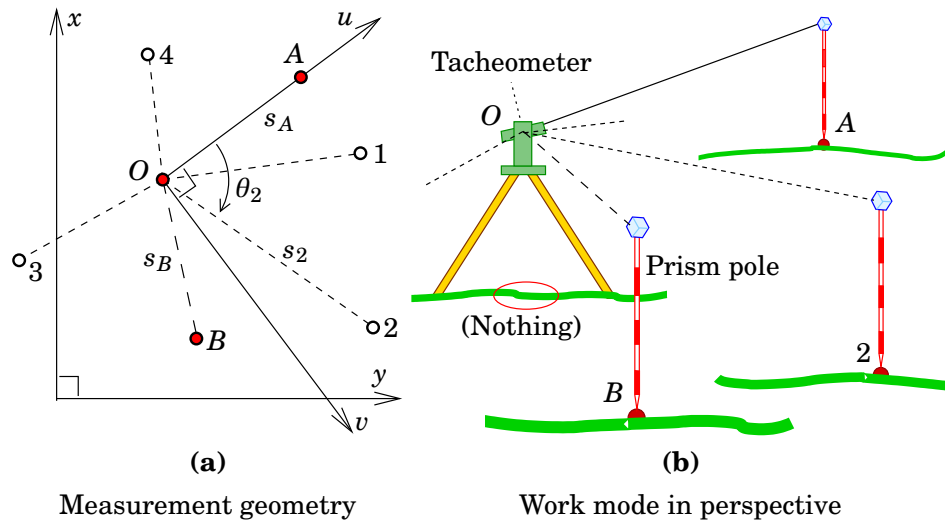 x
u
4
A
s_A
O
1
θ_2
3
s_B
s_2
B
2
y
v
(a)
Measurement geometry
Tacheometer
O
A
Prism pole
(Nothing)
2
B
(b)
Work mode in perspective